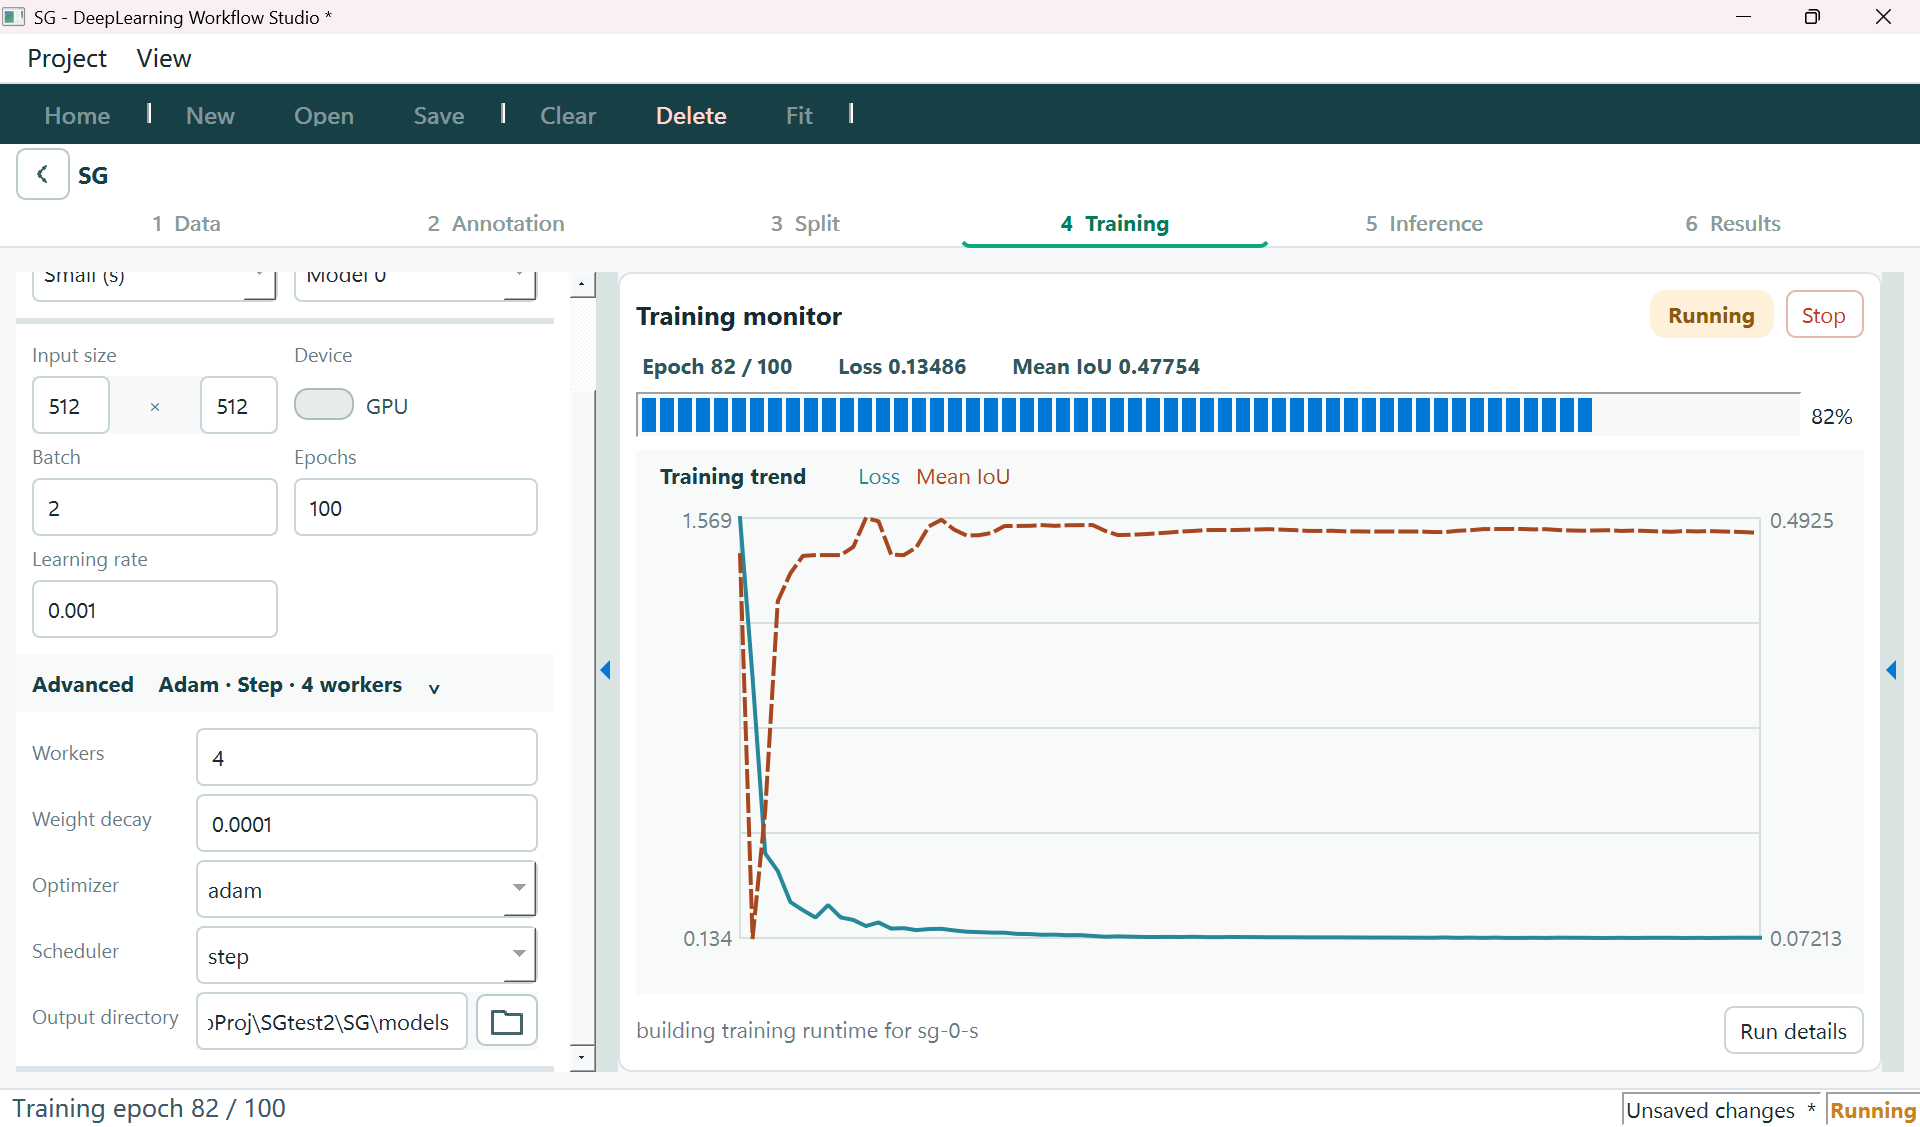 SG - DeepLearning Workflow Studio *
Project View
Home | New Open Save | Clear Delete Fit |
SG
1 Data 2 Annotation 3 Split 4 Training 5 Inference 6 Results
Small (s) Model 0
Input size Device
512 × 512 GPU
Batch Epochs
2 100
Learning rate
0.001
Advanced Adam · Step · 4 workers v
Workers 4
Weight decay 0.0001
Optimizer adam
Scheduler step
Output directory oProj\SGtest2\SG\models
Training monitor Running Stop
Epoch 82 / 100 Loss 0.13486 Mean IoU 0.47754
82%
Training trend Loss Mean IoU
1.569 0.4925
0.134 0.07213
building training runtime for sg-0-s Run details
Training epoch 82 / 100 Unsaved changes * Running